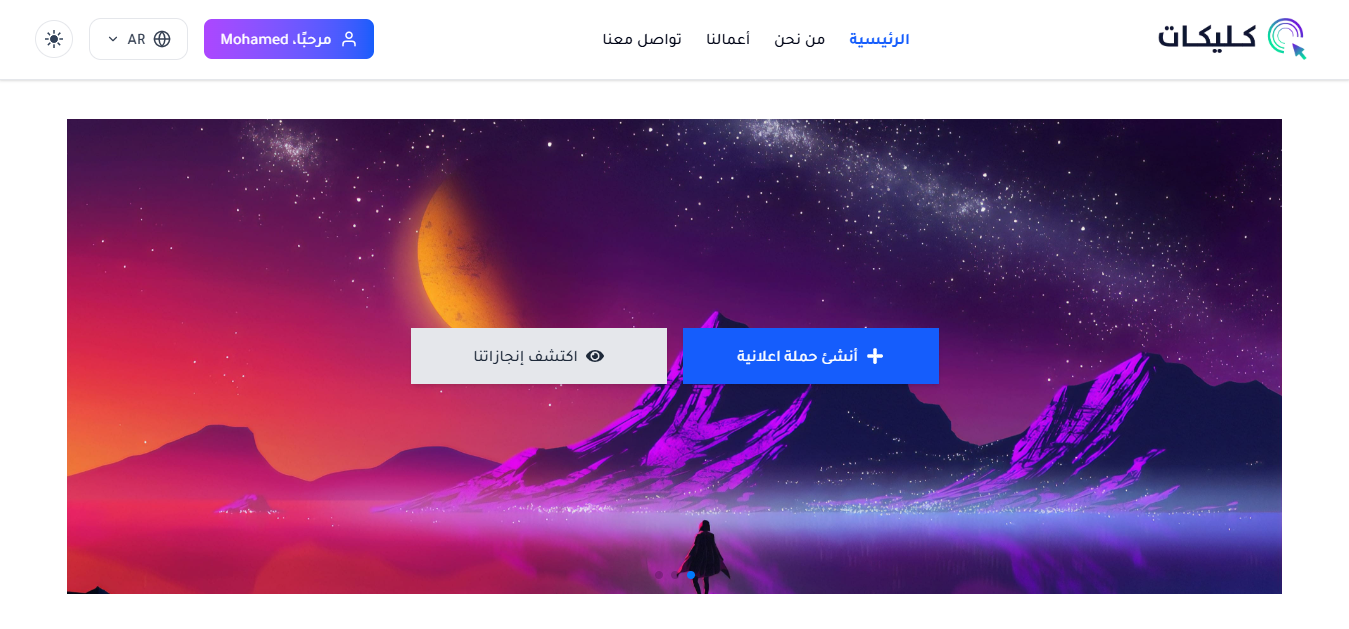 كليكات
الرئيسية
من نحن
أعمالنا
تواصل معنا
مرحبًا، Mohamed
AR
أنشئ حملة اعلانية
اكتشف إنجازاتنا